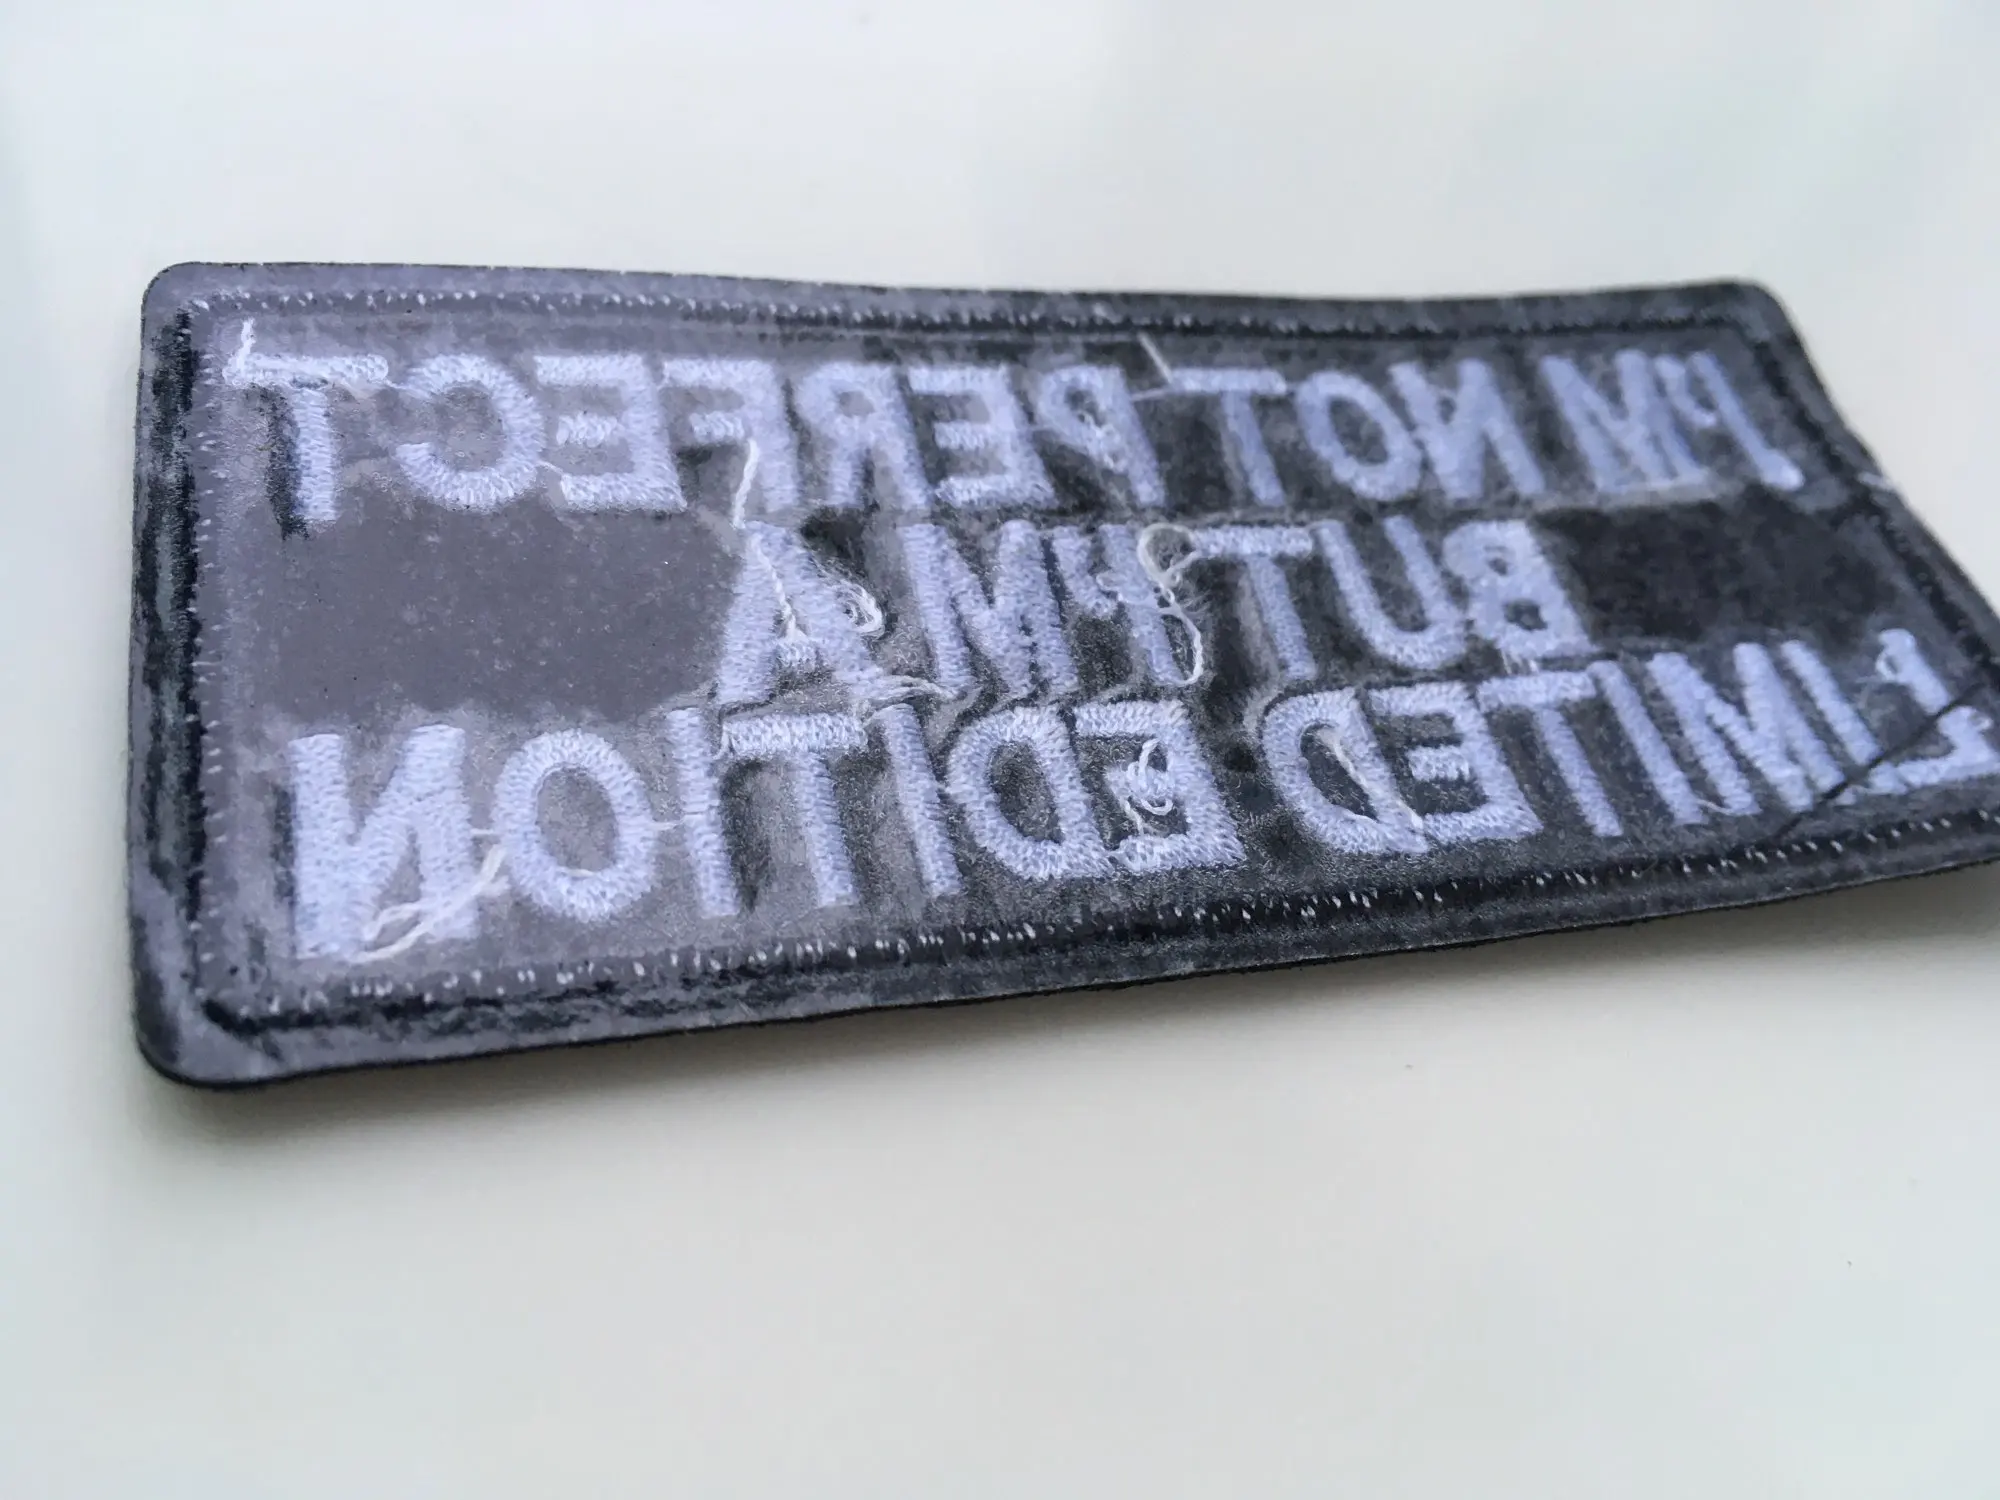 I'M NOT PERFECT
BUT I'M A
LIMITED EDITION